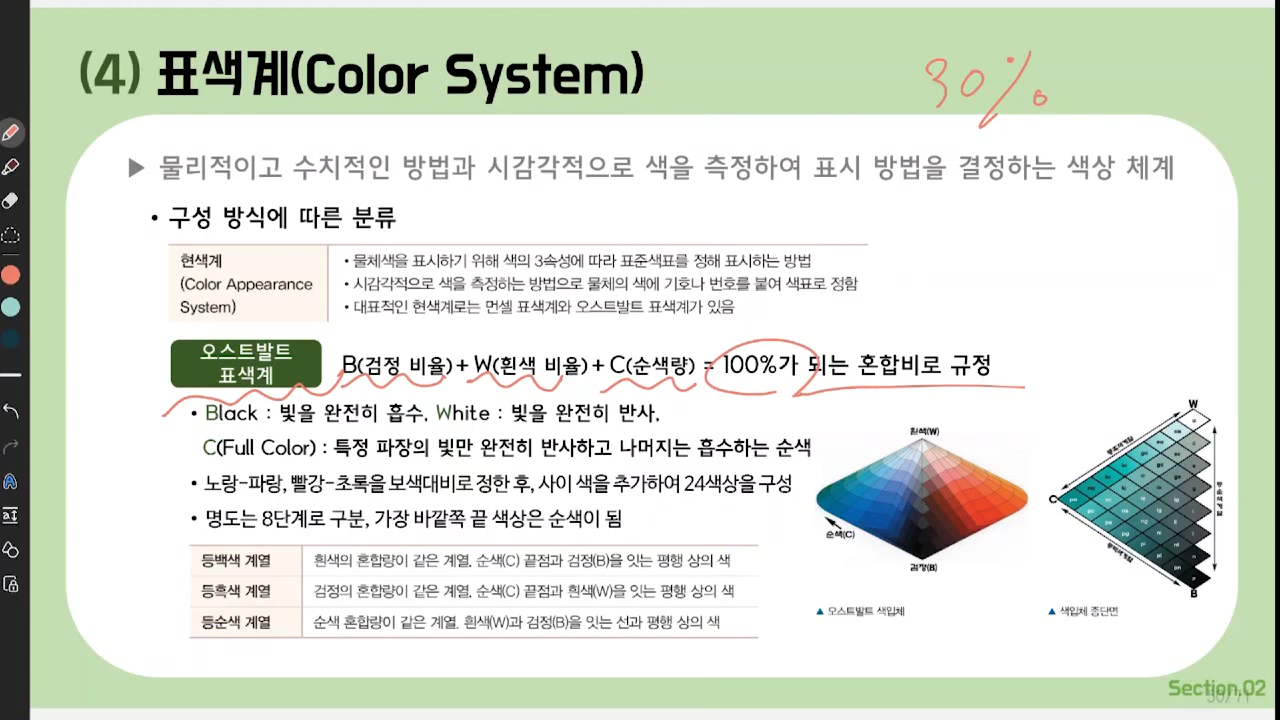 (4) 표색계(Color System)
30%
▶ 물리적이고 수치적인 방법과 시감각적으로 색을 측정하여 표시 방법을 결정하는 색상 체계
• 구성 방식에 따른 분류
현색계
(Color Appearance
System)
• 물체색을 표시하기 위해 색의 3속성에 따라 표준색표를 정해 표시하는 방법
• 시감각적으로 색을 측정하는 방법으로 물체의 색에 기호나 번호를 붙여 색표로 정함
• 대표적인 현색계로는 먼셀 표색계와 오스트발트 표색계가 있음
오스트발트
표색계
B(검정 비율)+W(흰색 비율)+C(순색량) = 100%가 되는 혼합비로 규정
• Black : 빛을 완전히 흡수, White : 빛을 완전히 반사,
C(Full Color) : 특정 파장의 빛만 완전히 반사하고 나머지는 흡수하는 순색
• 노랑-파랑, 빨강-초록을 보색대비로 정한 후, 사이 색을 추가하여 24색상을 구성
• 명도는 8단계로 구분, 가장 바깥쪽 끝 색상은 순색이 됨
등백색 계열 흰색의 혼합량이 같은 계열, 순색(C) 끝점과 검정(B)을 잇는 평행 상의 색
등흑색 계열 검정의 혼합량이 같은 계열, 순색(C) 끝점과 흰색(W)을 잇는 평행 상의 색
등순색 계열 순색 혼합량이 같은 계열, 흰색(W)과 검정(B)을 잇는 선과 평행 상의 색
흰색(W)
순색(C)
검정(B)
▲ 오스트발트 색입체
W
C
B
등흑색계열
등순색계열
등백색계열
▲ 색입체 종단면
Section.02